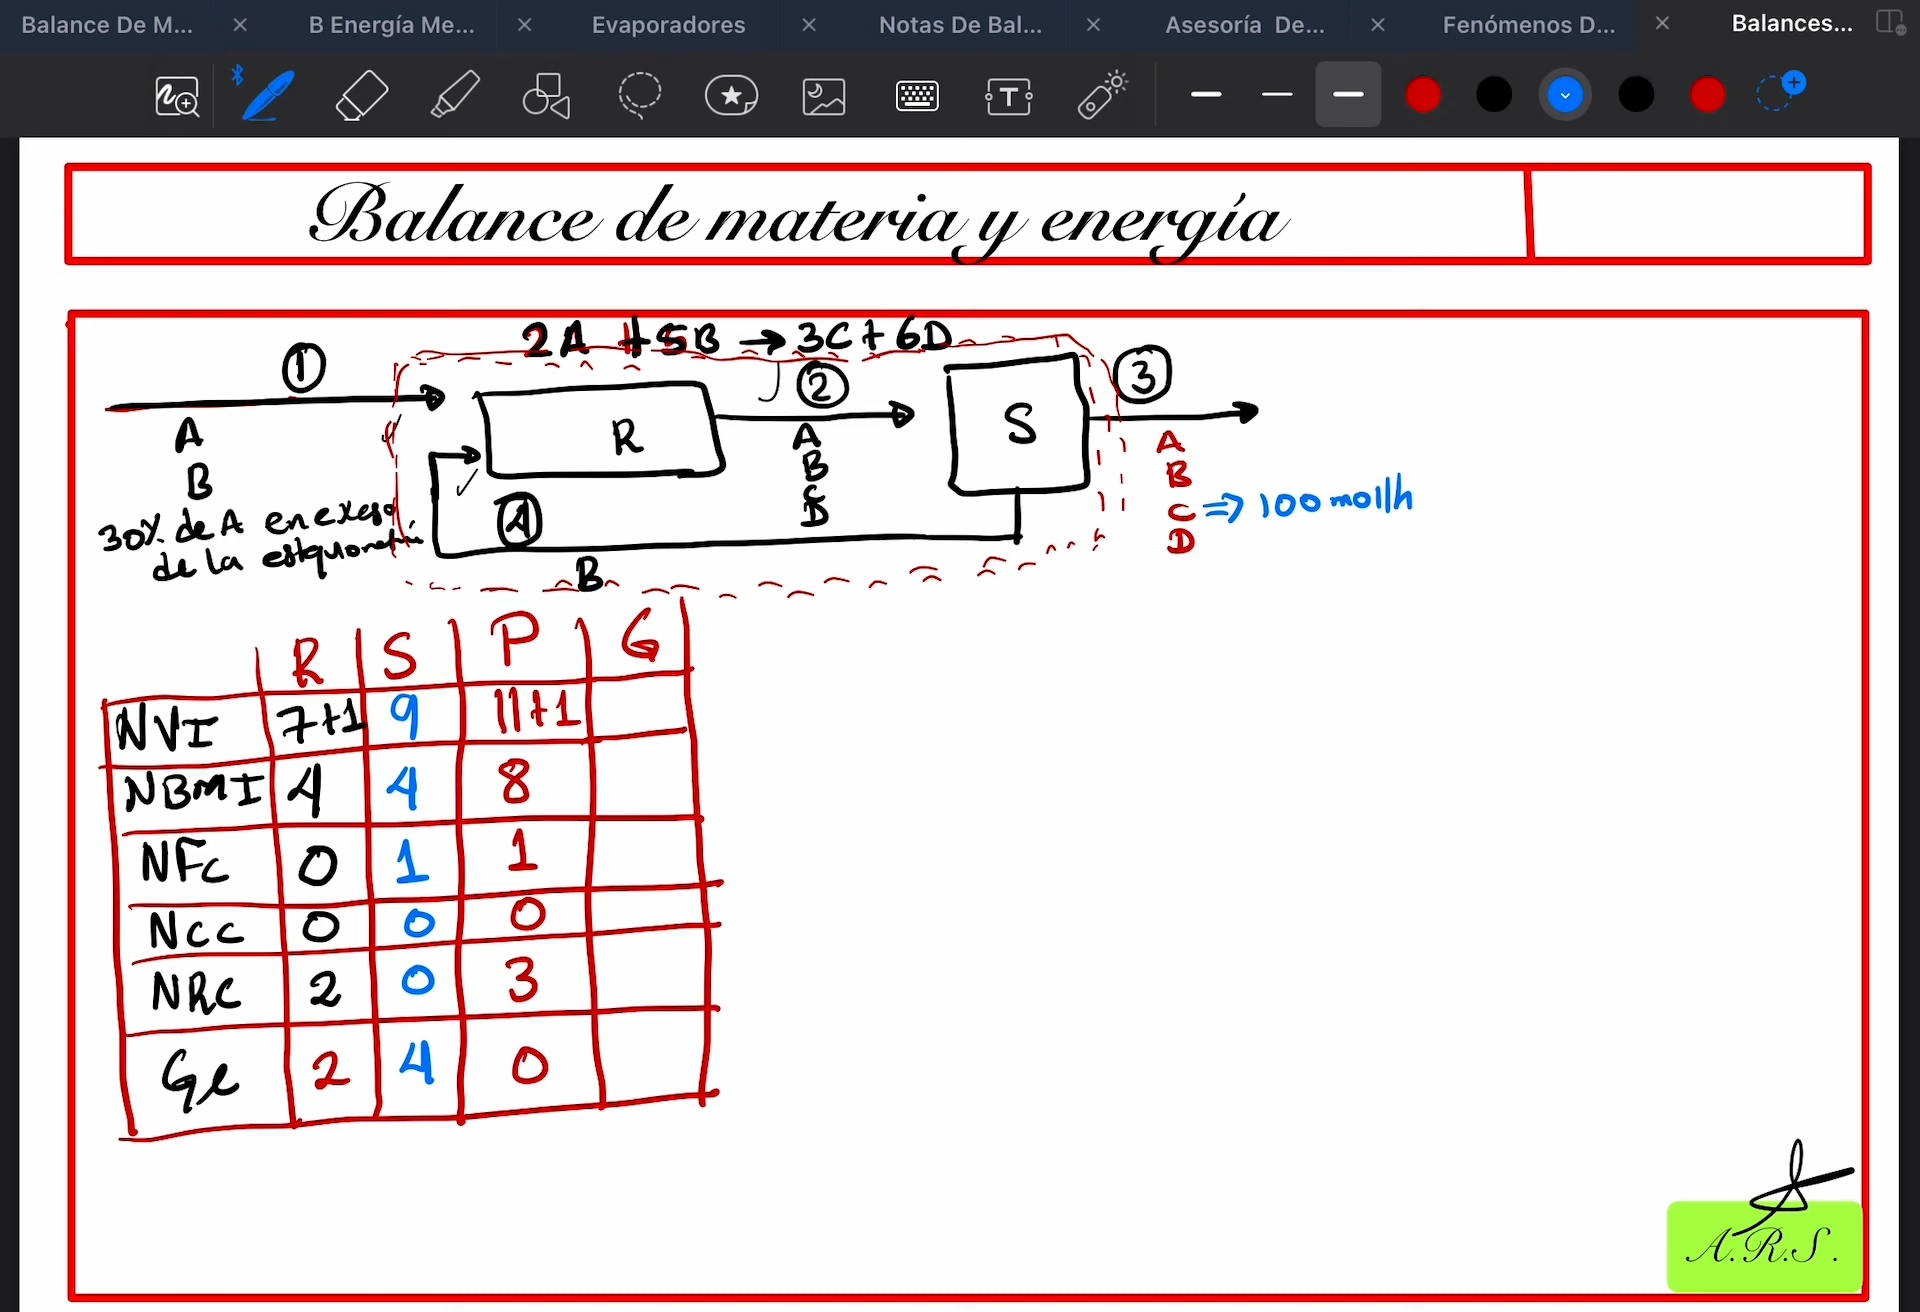 Balance De M... × B Energía Me... × Evaporadores × Notas De Bal... × Asesoría De... × Fenómenos D... × Balances...
Balance de materia y energía
2A + 5B → 3C + 6D
① ② ③
R S
A
B
30% de A en exceso
de la estquiometría
A
B
C
D
A
B
C ⇒ 100 mol/h
D
④
B
R S P G
NVI 7+1 9 11+1
NBMI 4 4 8
NFC 0 1 1
NCC 0 0 0
NRC 2 0 3
GL 2 4 0
A.R.S.